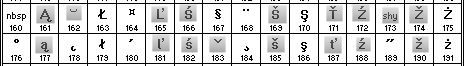 nbsp Ą ˘ Ł ¤ Ľ Ś § ¨ Š Ş Ť Ź shy Ž Ż
160 161 162 163 164 165 166 167 168 169 170 171 172 173 174 175
° ą ˛ ł ´ ľ ś ˇ ¸ š ş ť ź ˝ ž ż
176 177 178 179 180 181 182 183 184 185 186 187 188 189 190 191